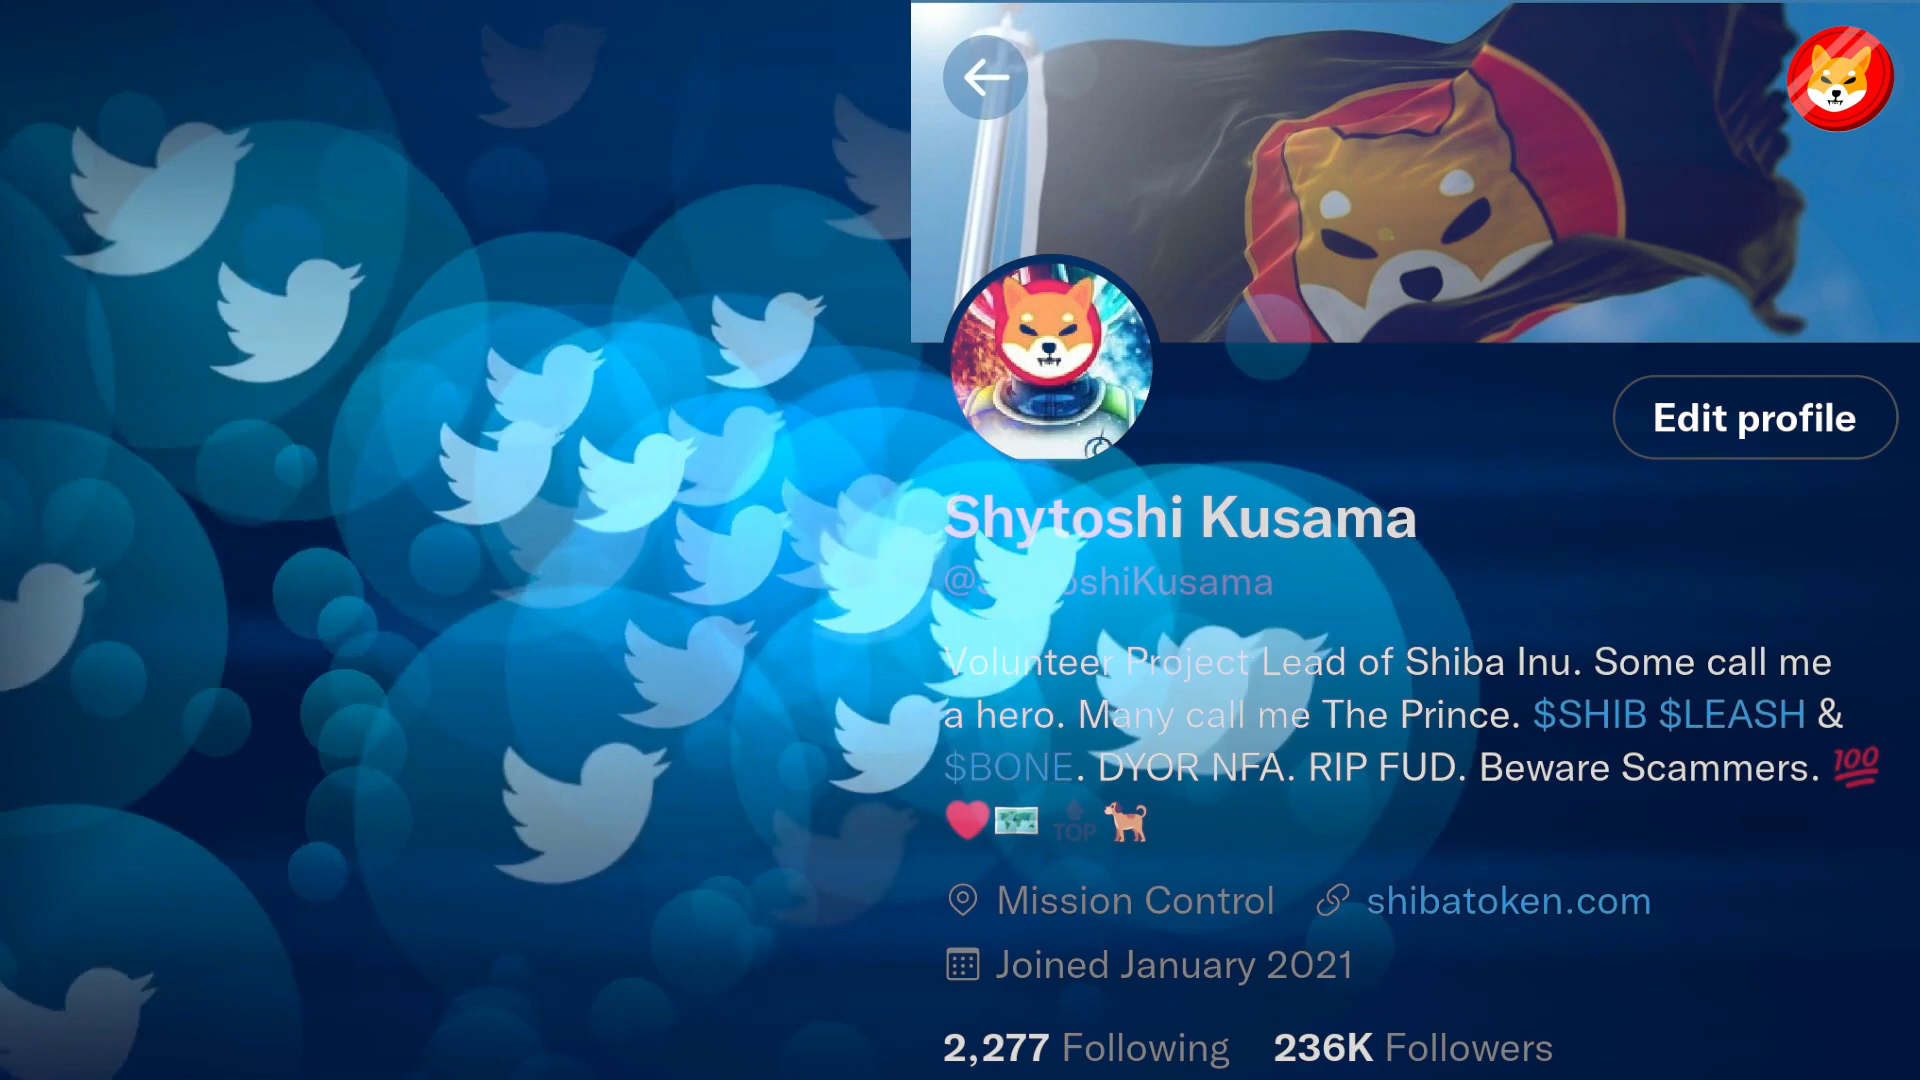 Edit profile
Shytoshi Kusama
@ShytoshiKusama
Volunteer Project Lead of Shiba Inu. Some call me
a hero. Many call me The Prince. $SHIB $LEASH &
$BONE. DYOR NFA. RIP FUD. Beware Scammers. 💯
❤️🗺️ 🔝 🐕
Mission Control shibatoken.com
Joined January 2021
2,277 Following 236K Followers